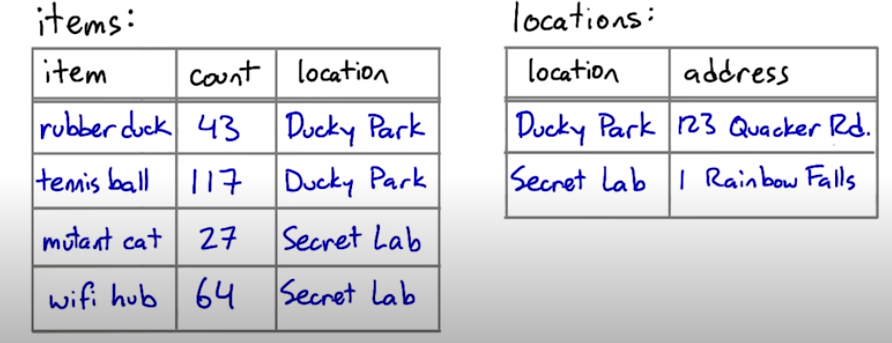 items:
item count location
rubber duck 43 Ducky Park
tennis ball 117 Ducky Park
mutant cat 27 Secret Lab
wifi hub 64 Secret Lab
locations:
location address
Ducky Park 123 Quacker Rd.
Secret Lab 1 Rainbow Falls